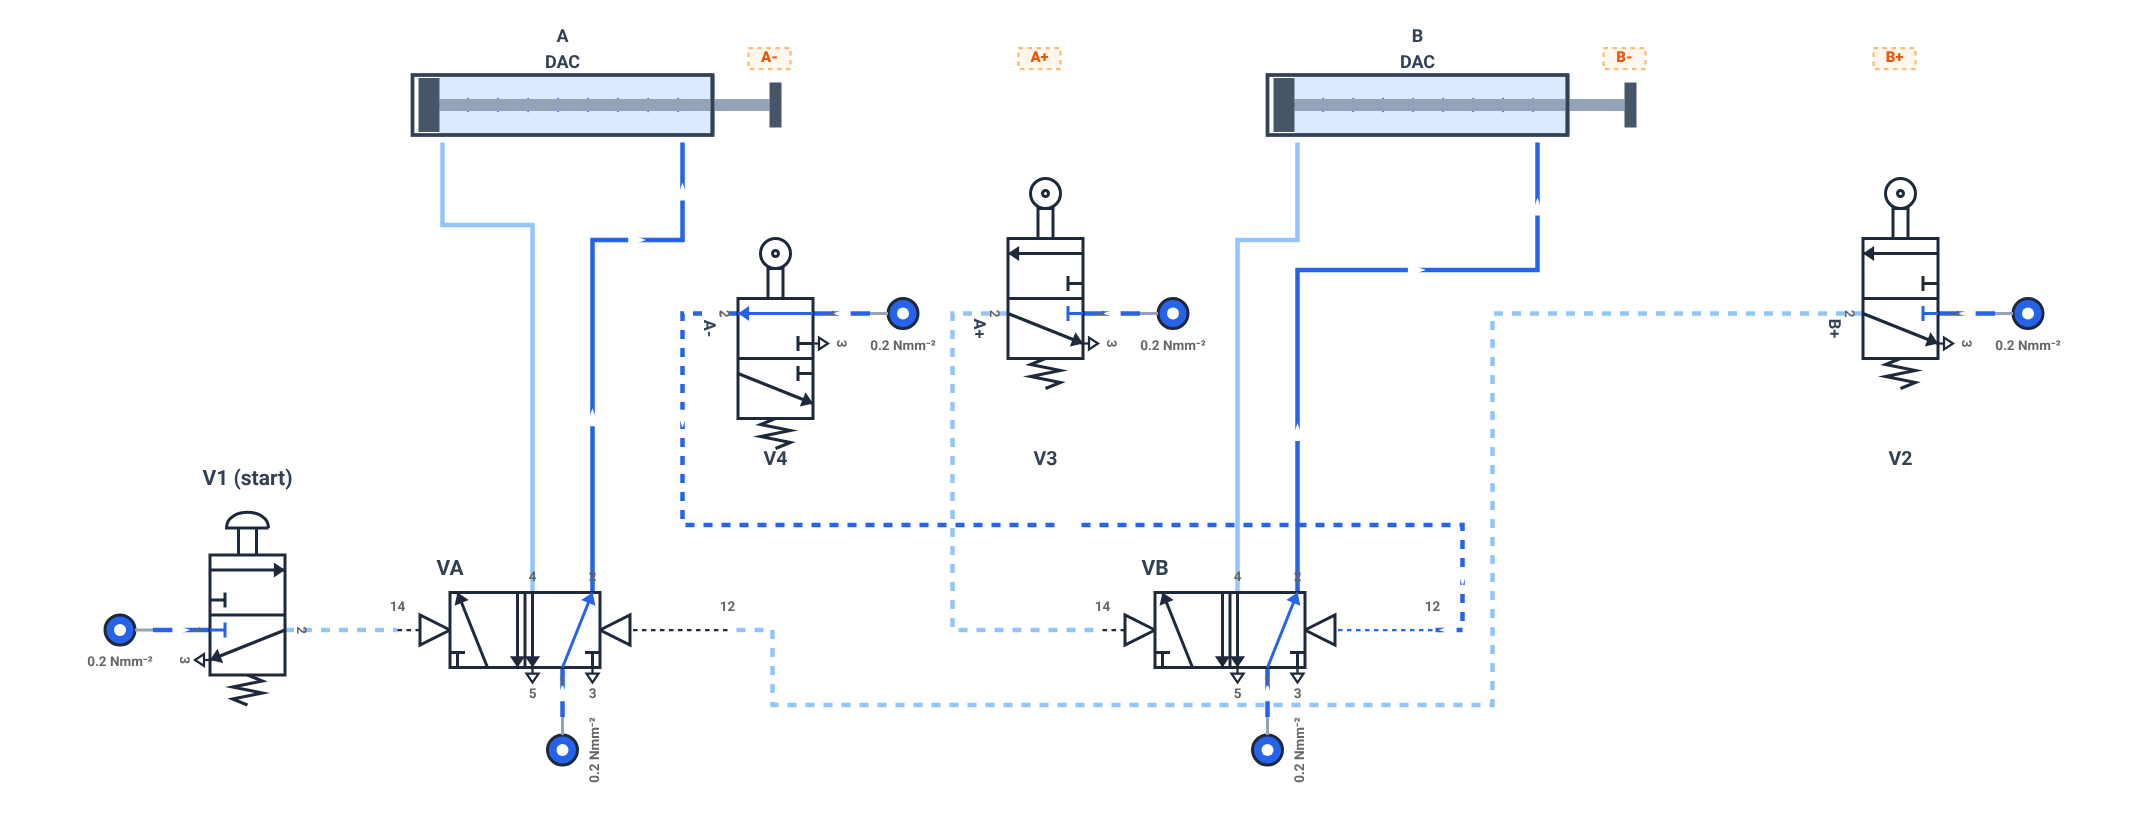 A
DAC
A-
A+
B
DAC
B-
B+
2
A-
3
0.2 Nmm⁻²
V4
2
A+
3
0.2 Nmm⁻²
V3
2
B+
3
0.2 Nmm⁻²
V2
V1 (start)
2
3
0.2 Nmm⁻²
VA
4
2
14
12
5
3
0.2 Nmm⁻²
VB
4
2
14
12
5
3
0.2 Nmm⁻²